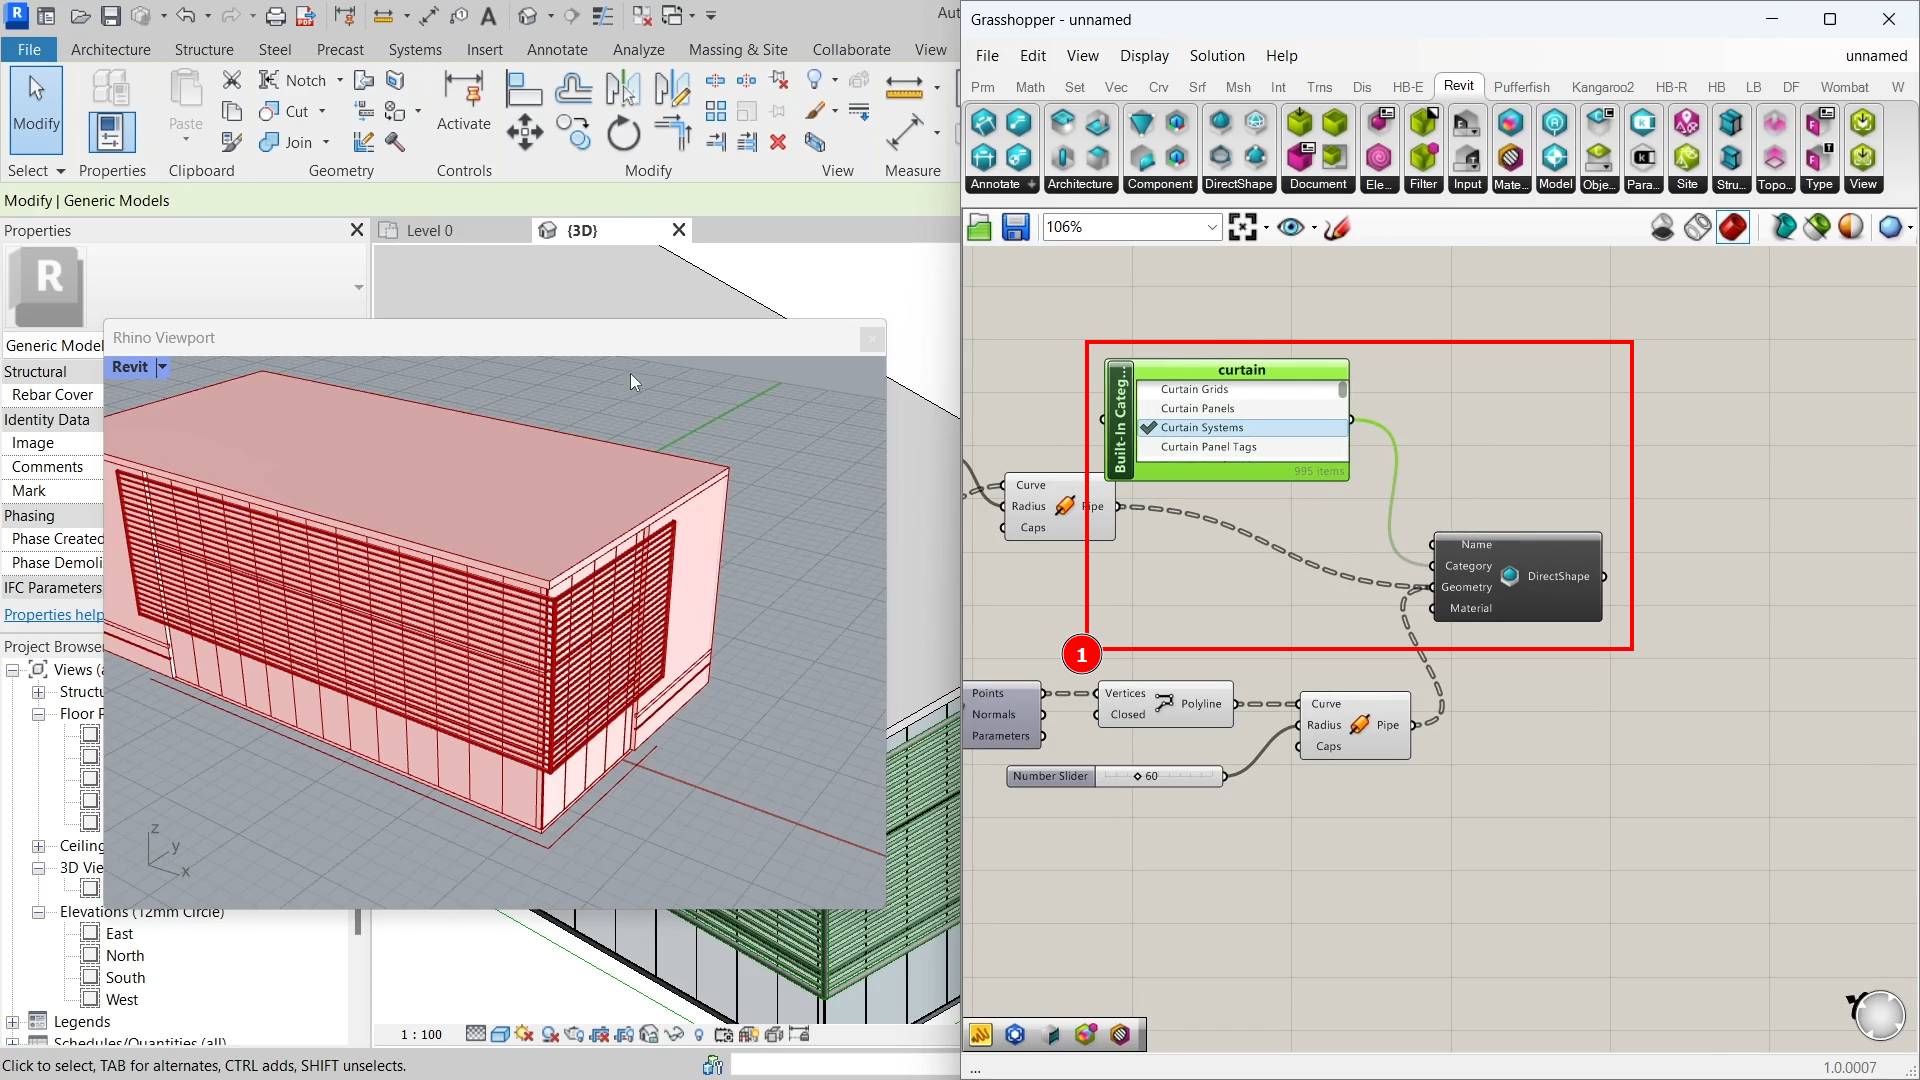 Aut
File
Architecture
Structure
Steel
Precast
Systems
Insert
Annotate
Analyze
Massing & Site
Collaborate
View
Modify
Paste
Notch
Cut
Join
Activate
Select
Properties
Clipboard
Geometry
Controls
Modify
View
Measure
Modify | Generic Models
Properties
Level 0
{3D}
Generic Model
Structural
Rebar Cover
Identity Data
Image
Comments
Mark
Phasing
Phase Created
Phase Demoli
IFC Parameters
Properties help
Project Browse
Views (a
Structu
Floor P
Ceiling
3D Vie
Elevations (12mm Circle)
East
North
South
West
Legends
Schedules/Quantities (all)
Rhino Viewport
Revit
z
y
x
1 : 100
Click to select, TAB for alternates, CTRL adds, SHIFT unselects.
Grasshopper - unnamed
File Edit View Display Solution Help
unnamed
Prm Math Set Vec Crv Srf Msh Int Trns Dis HB-E Revit Pufferfish Kangaroo2 HB-R HB LB DF Wombat W
Annotate
Architecture
Component
DirectShape
Document
Ele...
Filter
Input
Mate...
Model
Obje...
Para...
Site
Stru...
Topo...
Type
View
106%
Built-In Categ...
curtain
Curtain Grids
Curtain Panels
Curtain Systems
Curtain Panel Tags
995 items
Curve
Radius
Caps
Pipe
Name
Category
Geometry
Material
DirectShape
1
Points
Normals
Parameters
Vertices
Closed
Polyline
Curve
Radius
Caps
Pipe
Number Slider
60
...
1.0.0007